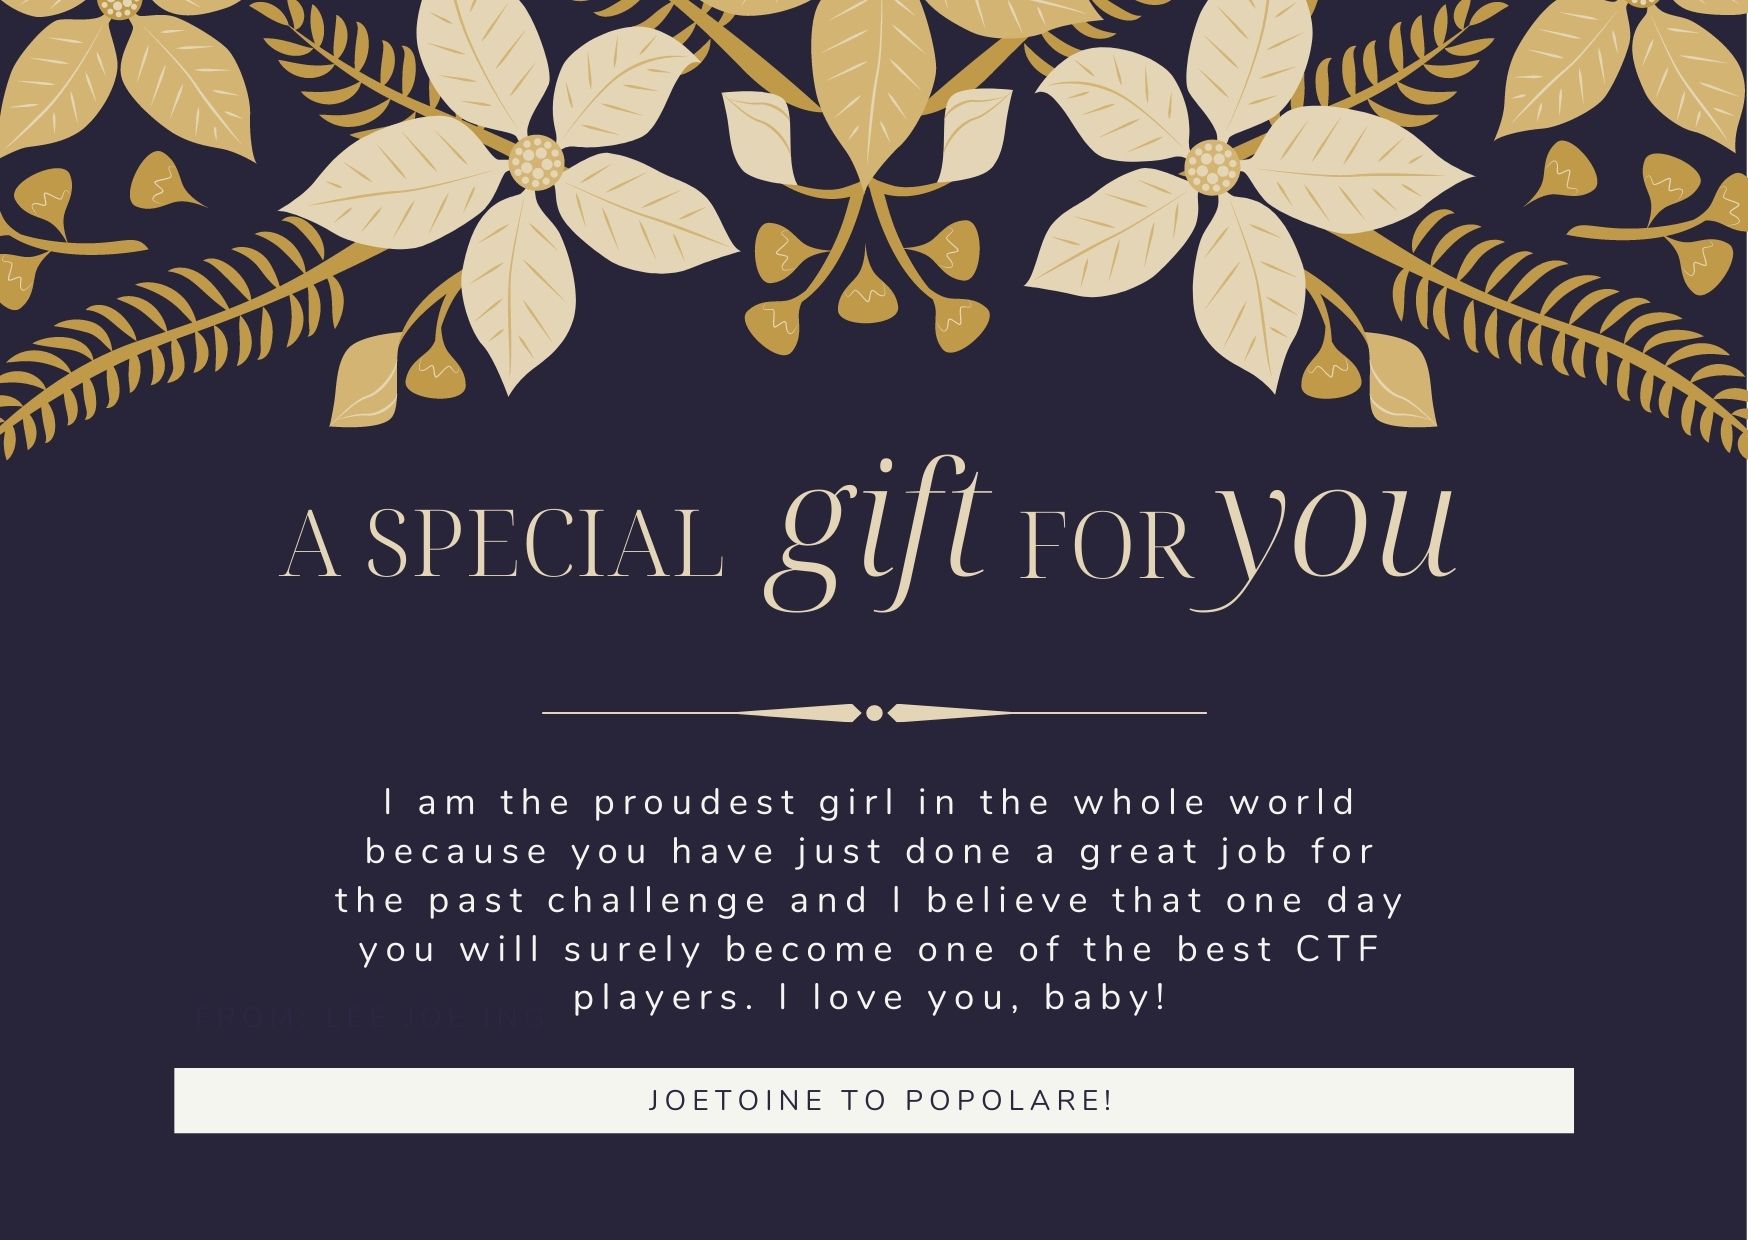 A SPECIAL gift FOR you
I am the proudest girl in the whole world
because you have just done a great job for
the past challenge and I believe that one day
you will surely become one of the best CTF
players. I love you, baby!
FROM: LEE JOE ING
JOETOINE TO POPOLARE!